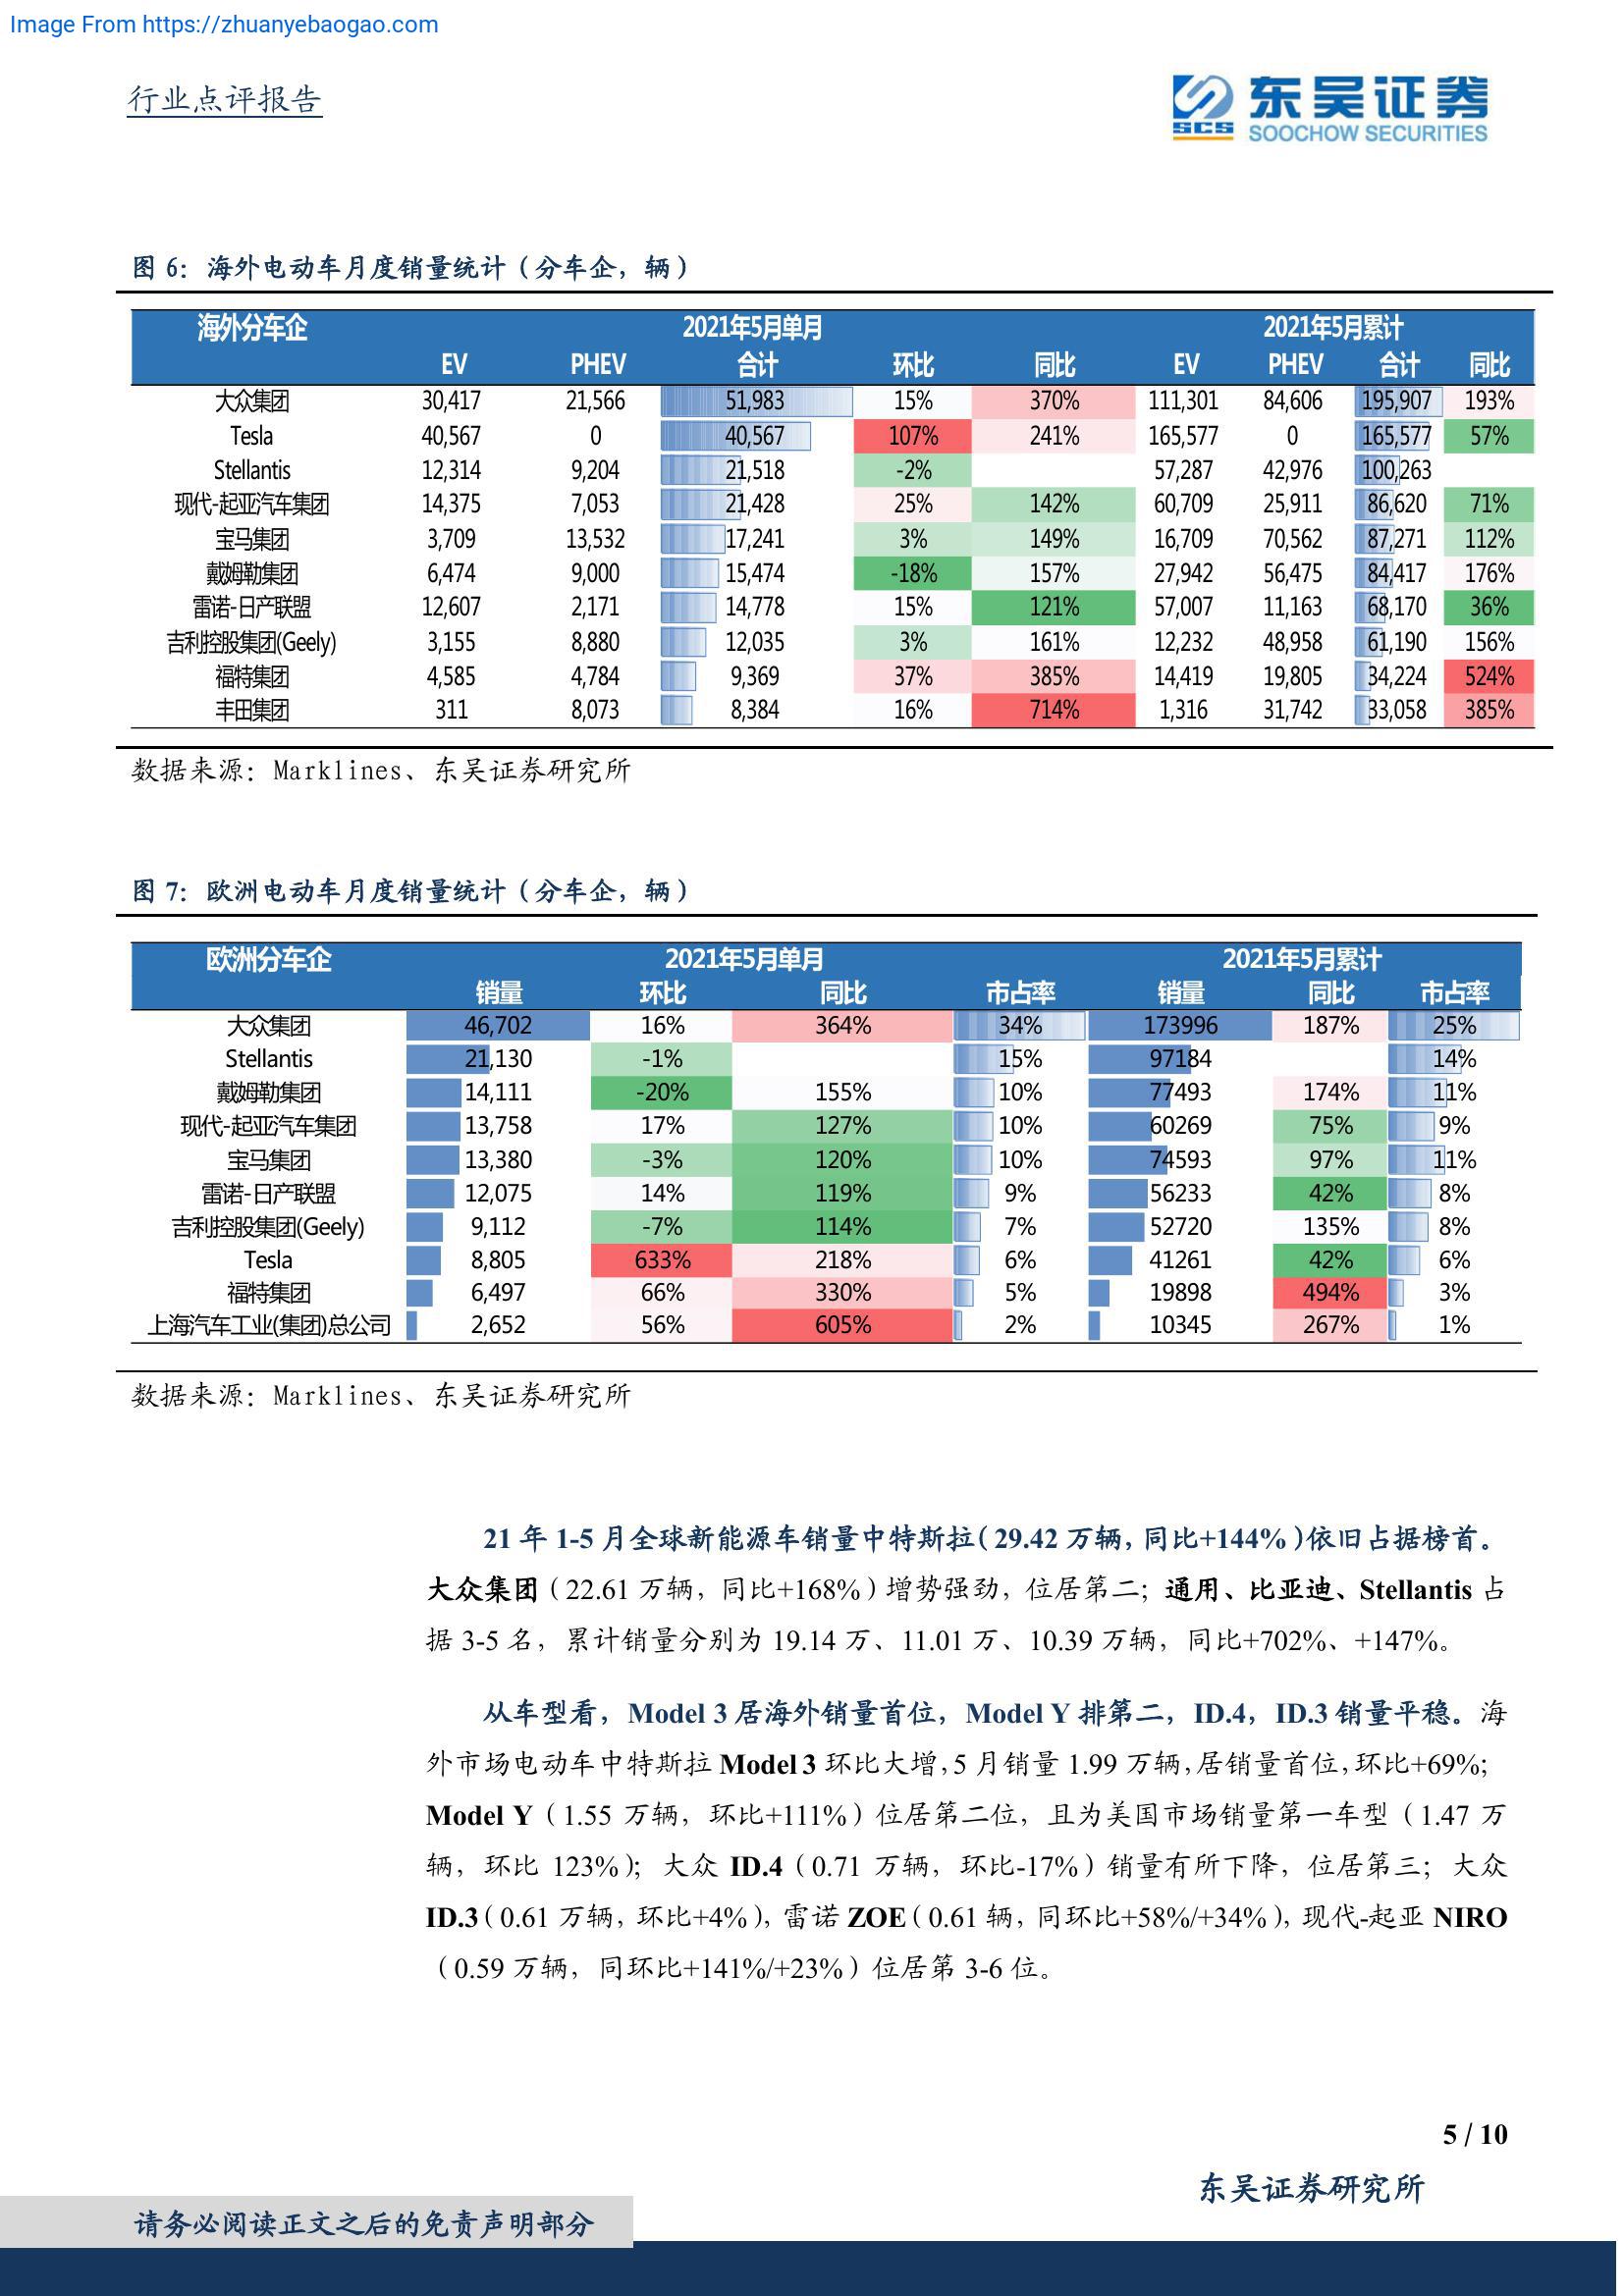 Image From https://zhuanyebaogao.com
行业点评报告
SCS 东吴证券
SOOCHOW SECURITIES
图 6：海外电动车月度销量统计（分车企，辆）
海外分车企 2021年5月单月 2021年5月累计
EV PHEV 合计 环比 同比 EV PHEV 合计 同比
大众集团 30,417 21,566 51,983 15% 370% 111,301 84,606 195,907 193%
Tesla 40,567 0 40,567 107% 241% 165,577 0 165,577 57%
Stellantis 12,314 9,204 21,518 -2% 57,287 42,976 100,263
现代-起亚汽车集团 14,375 7,053 21,428 25% 142% 60,709 25,911 86,620 71%
宝马集团 3,709 13,532 17,241 3% 149% 16,709 70,562 87,271 112%
戴姆勒集团 6,474 9,000 15,474 -18% 157% 27,942 56,475 84,417 176%
雷诺-日产联盟 12,607 2,171 14,778 15% 121% 57,007 11,163 68,170 36%
吉利控股集团(Geely) 3,155 8,880 12,035 3% 161% 12,232 48,958 61,190 156%
福特集团 4,585 4,784 9,369 37% 385% 14,419 19,805 34,224 524%
丰田集团 311 8,073 8,384 16% 714% 1,316 31,742 33,058 385%
数据来源：Marklines、东吴证券研究所
图 7：欧洲电动车月度销量统计（分车企，辆）
欧洲分车企 2021年5月单月 2021年5月累计
销量 环比 同比 市占率 销量 同比 市占率
大众集团 46,702 16% 364% 34% 173996 187% 25%
Stellantis 21,130 -1% 15% 97184 14%
戴姆勒集团 14,111 -20% 155% 10% 77493 174% 11%
现代-起亚汽车集团 13,758 17% 127% 10% 60269 75% 9%
宝马集团 13,380 -3% 120% 10% 74593 97% 11%
雷诺-日产联盟 12,075 14% 119% 9% 56233 42% 8%
吉利控股集团(Geely) 9,112 -7% 114% 7% 52720 135% 8%
Tesla 8,805 633% 218% 6% 41261 42% 6%
福特集团 6,497 66% 330% 5% 19898 494% 3%
上海汽车工业(集团)总公司 2,652 56% 605% 2% 10345 267% 1%
数据来源：Marklines、东吴证券研究所
21 年 1-5 月全球新能源车销量中特斯拉（29.42 万辆，同比+144%）依旧占据榜首。
大众集团（22.61 万辆，同比+168%）增势强劲，位居第二；通用、比亚迪、Stellantis 占
据 3-5 名，累计销量分别为 19.14 万、11.01 万、10.39 万辆，同比+702%、+147%。
从车型看，Model 3 居海外销量首位，Model Y 排第二，ID.4，ID.3 销量平稳。海
外市场电动车中特斯拉 Model 3 环比大增，5 月销量 1.99 万辆，居销量首位，环比+69%；
Model Y（1.55 万辆，环比+111%）位居第二位，且为美国市场销量第一车型（1.47 万
辆，环比 123%）；大众 ID.4（0.71 万辆，环比-17%）销量有所下降，位居第三；大众
ID.3（0.61 万辆，环比+4%），雷诺 ZOE（0.61 辆，同环比+58%/+34%），现代-起亚 NIRO
（0.59 万辆，同环比+141%/+23%）位居第 3-6 位。
5 / 10
东吴证券研究所
请务必阅读正文之后的免责声明部分